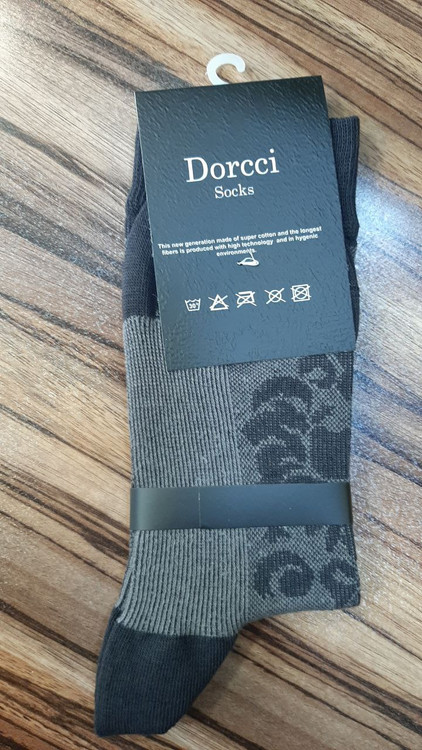 Dorcci
Socks
This new generation made of super cotton and the longest
fibers is produced with high technology and in hygenic
environments.
30°